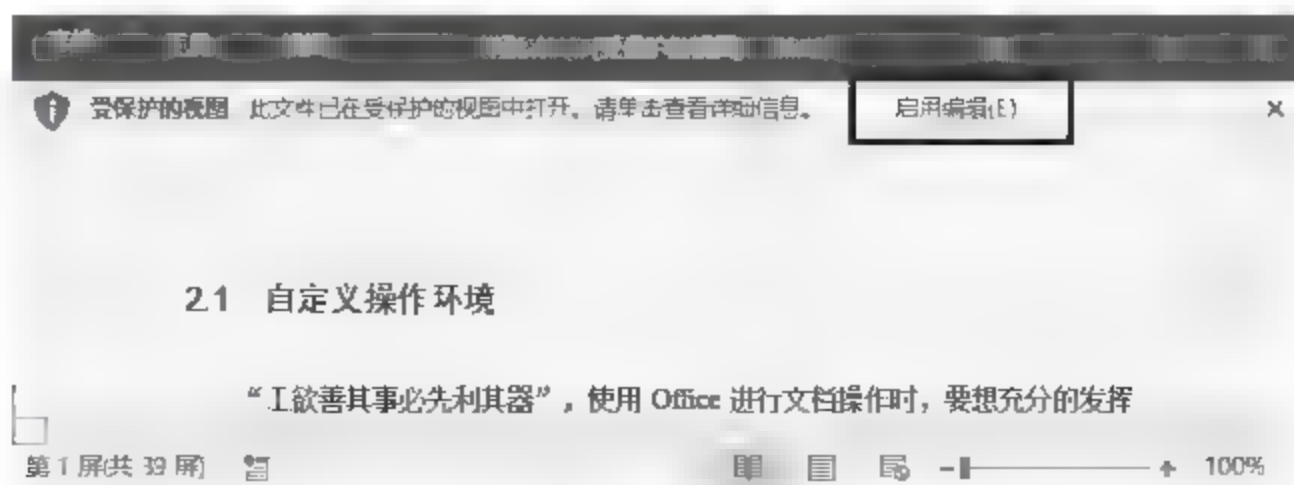 受保护的视图 此文件已在受保护的视图中打开。请单击查看详细信息。 启用编辑(E)
2.1 自定义操作环境
“工欲善其事必先利其器”，使用 Office 进行文档操作时，要想充分的发挥
第 1 屏(共 39 屏) 100%